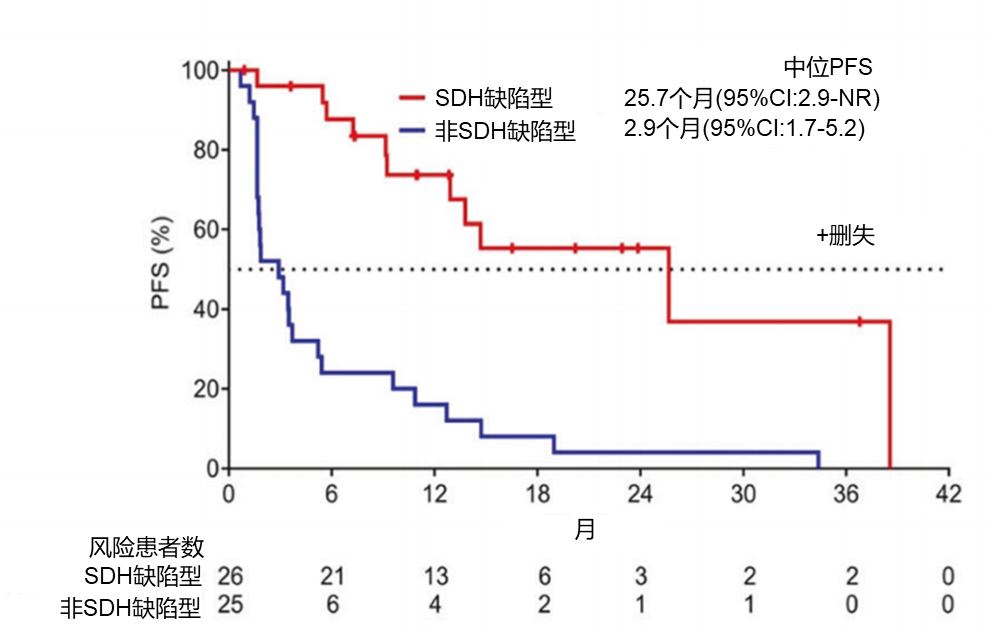 中位PFS
SDH缺陷型 25.7个月(95%CI:2.9-NR)
非SDH缺陷型 2.9个月(95%CI:1.7-5.2)
+删失
PFS (%)
100
80
60
40
20
0
0 6 12 18 24 30 36 42
月
风险患者数
SDH缺陷型 26 21 13 6 3 2 2 0
非SDH缺陷型 25 6 4 2 1 1 0 0